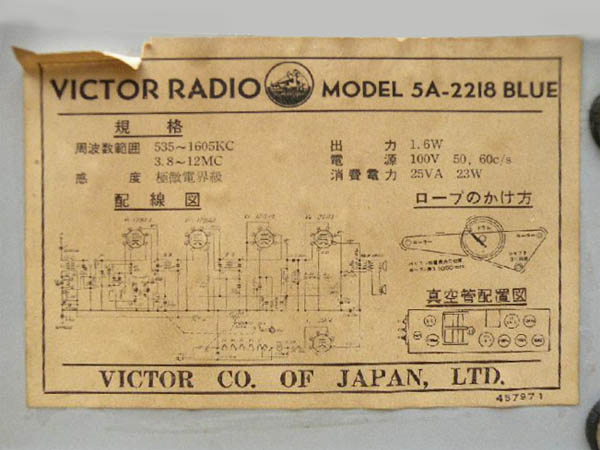 VICTOR RADIO MODEL 5A-2218 BLUE
規格
周波数範囲 535~1605KC
3.8~12MC
感度 極敏電界級
出力 1.6W
電源 100V 50, 60c/s
消費電力 25VA 23W
配線図
ロープのかけ方
真空管配置図
VICTOR CO. OF JAPAN, LTD.
457971